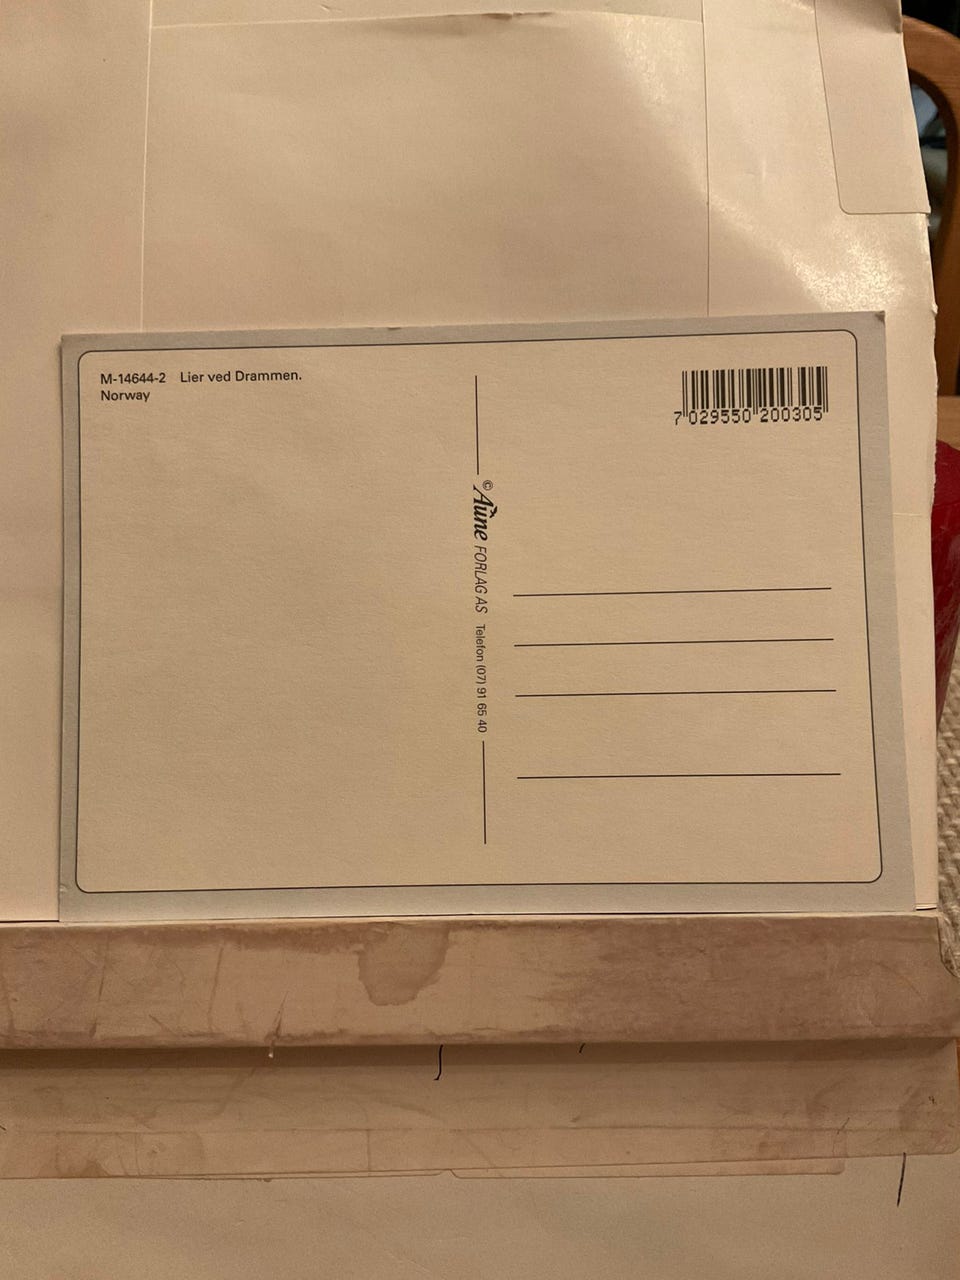 M-14644-2 Lier ved Drammen.
Norway
7 029550 200305
© Aune FORLAG AS Telefon (07) 91 65 40